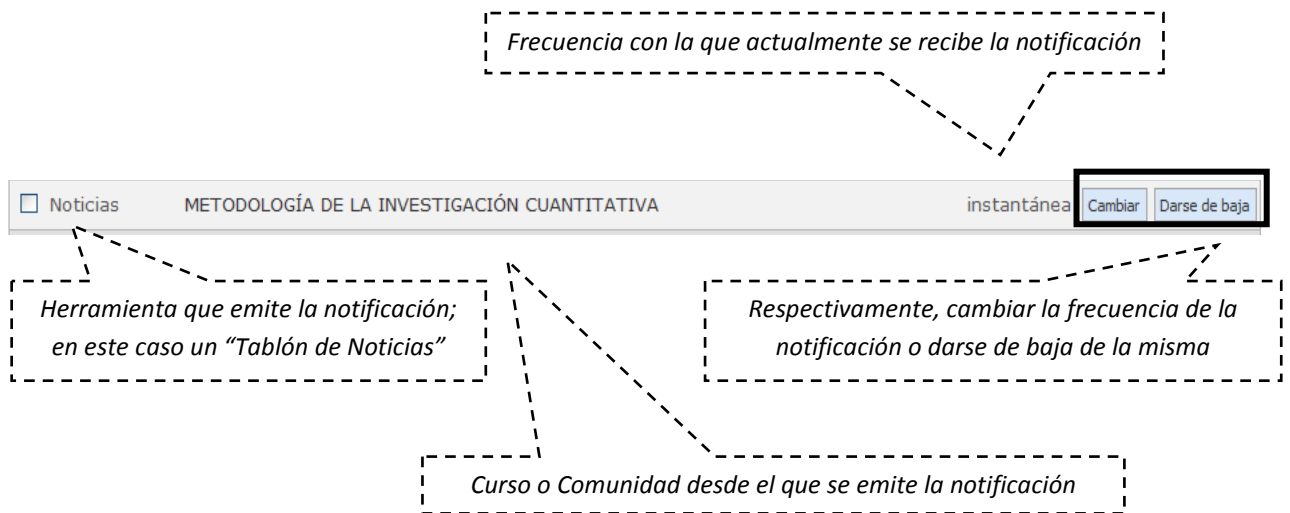 Frecuencia con la que actualmente se recibe la notificación
Noticias METODOLOGÍA DE LA INVESTIGACIÓN CUANTITATIVA instantánea Cambiar Darse de baja
Herramienta que emite la notificación;
en este caso un “Tablón de Noticias”
Respectivamente, cambiar la frecuencia de la
notificación o darse de baja de la misma
Curso o Comunidad desde el que se emite la notificación